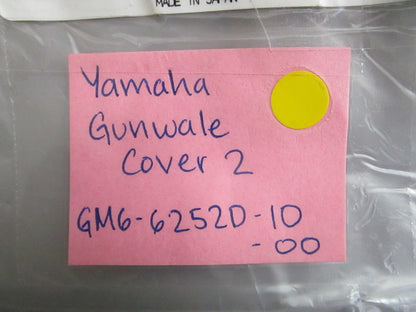 MADE IN JAPAN
Yamaha
Gunwale
Cover 2
GM6-6252D-10
-00